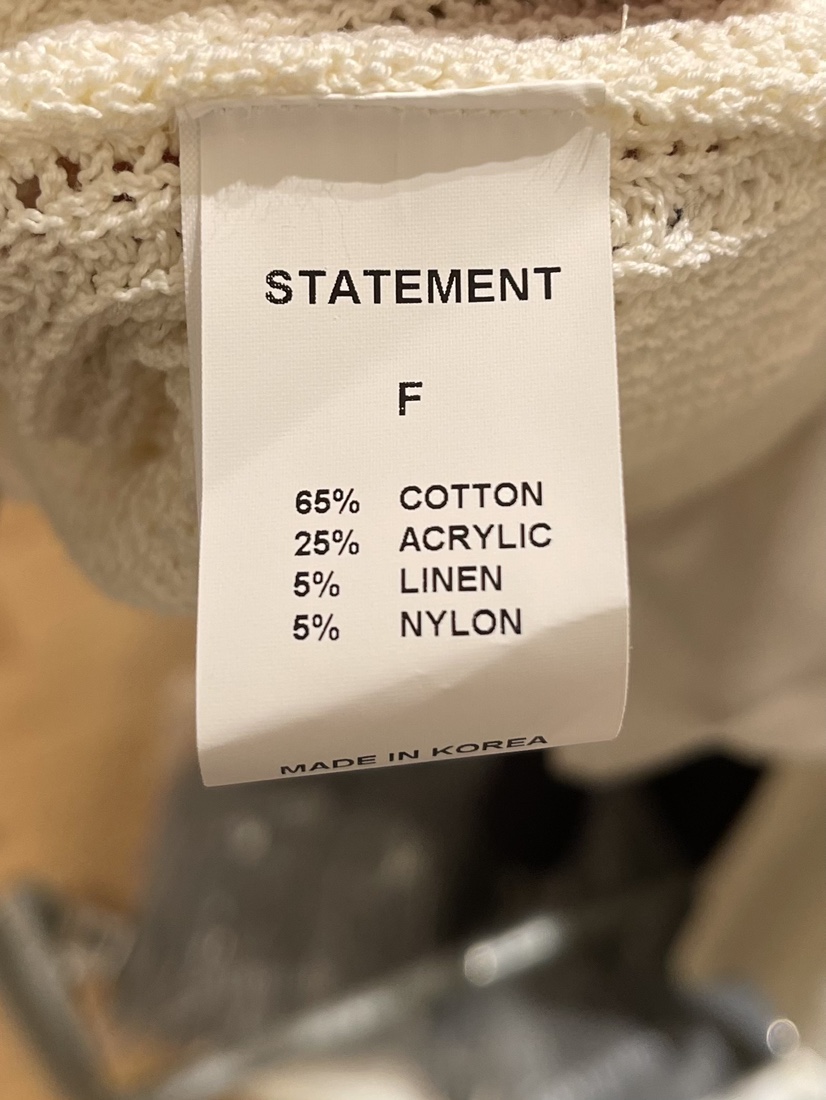 STATEMENT
F
65% COTTON
25% ACRYLIC
5% LINEN
5% NYLON
MADE IN KOREA